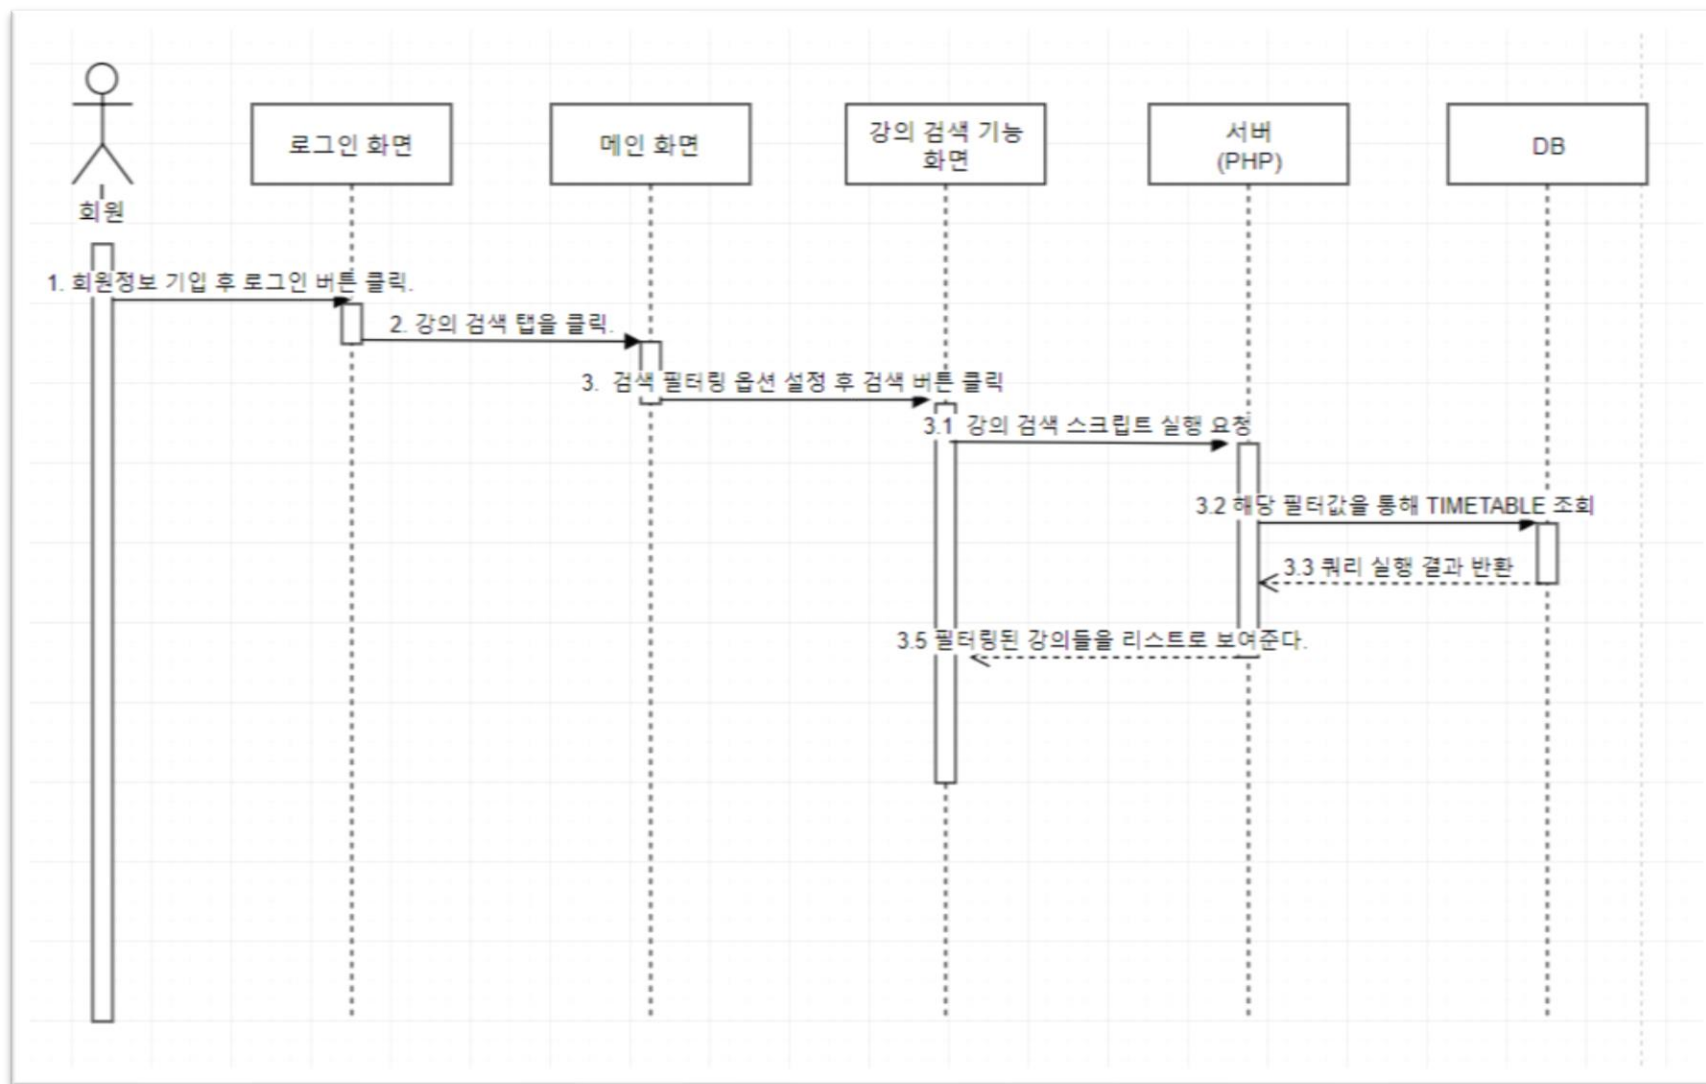 로그인 화면
메인 화면
강의 검색 기능
화면
서버
(PHP)
DB
회원
1. 회원정보 기입 후 로그인 버튼 클릭.
2. 강의 검색 탭을 클릭.
3. 검색 필터링 옵션 설정 후 검색 버튼 클릭
3.1 강의 검색 스크립트 실행 요청
3.2 해당 필터값을 통해 TIMETABLE 조회
3.3 쿼리 실행 결과 반환
3.5 필터링된 강의들을 리스트로 보여준다.